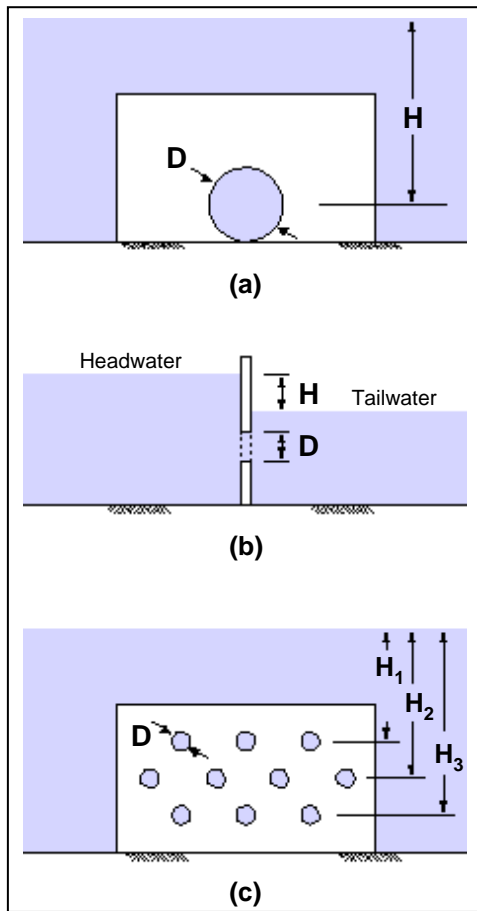 D
H
(a)
Headwater
H
Tailwater
D
(b)
H₁
H₂
D
H₃
(c)